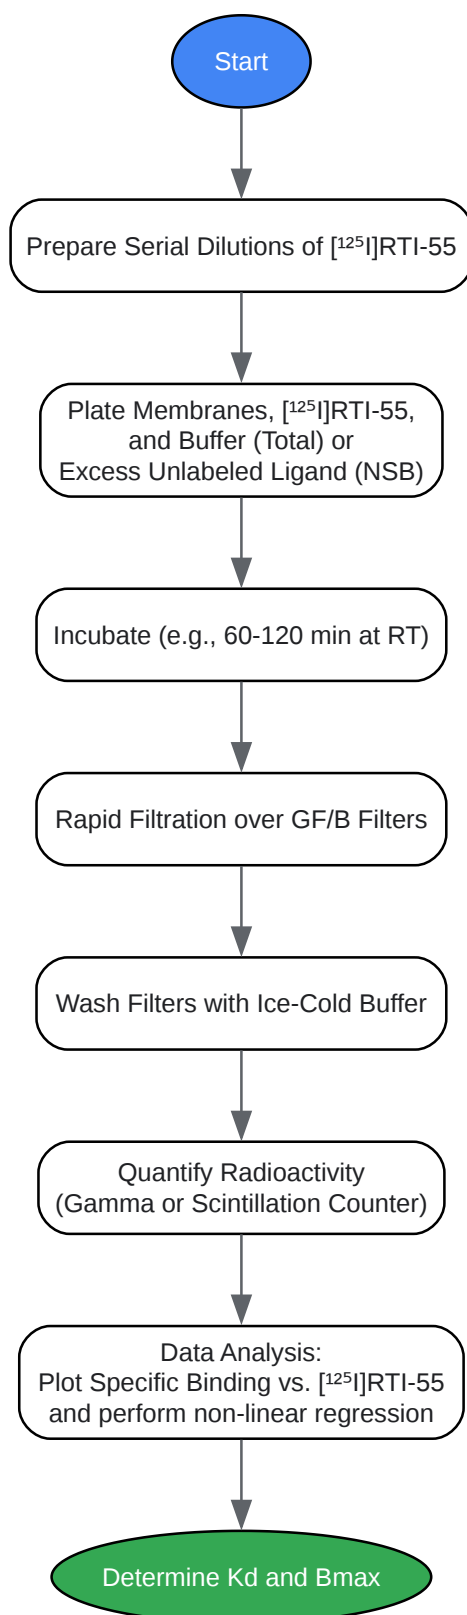 Start
Prepare Serial Dilutions of [¹²⁵I]RTI-55
Plate Membranes, [¹²⁵I]RTI-55,
and Buffer (Total) or
Excess Unlabeled Ligand (NSB)
Incubate (e.g., 60-120 min at RT)
Rapid Filtration over GF/B Filters
Wash Filters with Ice-Cold Buffer
Quantify Radioactivity
(Gamma or Scintillation Counter)
Data Analysis:
Plot Specific Binding vs. [¹²⁵I]RTI-55
and perform non-linear regression
Determine Kd and Bmax